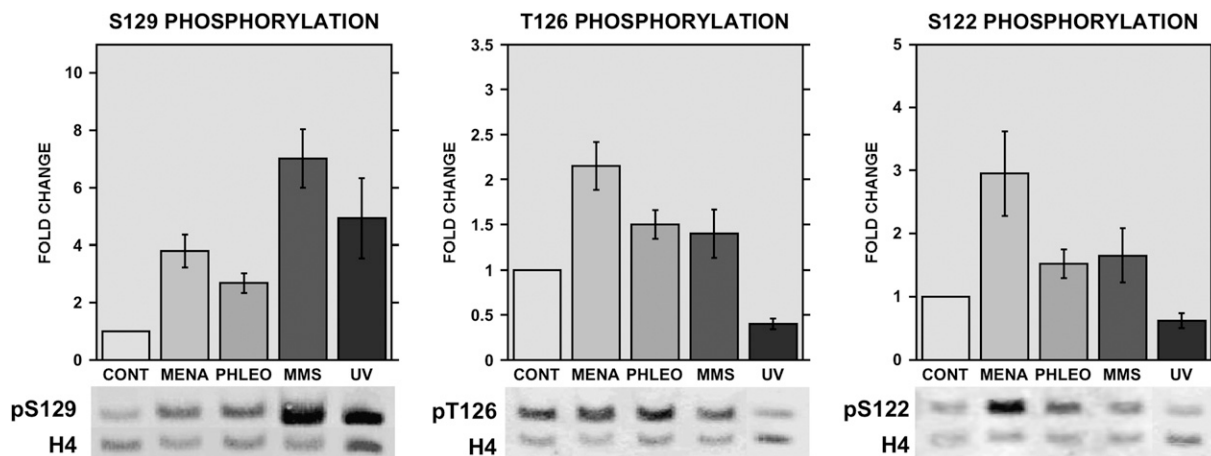 S129 PHOSPHORYLATION
FOLD CHANGE
10
8
6
4
2
0
CONT MENA PHLEO MMS UV
pS129
H4
T126 PHOSPHORYLATION
FOLD CHANGE
3.5
3
2.5
2
1.5
1
0.5
0
CONT MENA PHLEO MMS UV
pT126
H4
S122 PHOSPHORYLATION
FOLD CHANGE
5
4
3
2
1
0
CONT MENA PHLEO MMS UV
pS122
H4